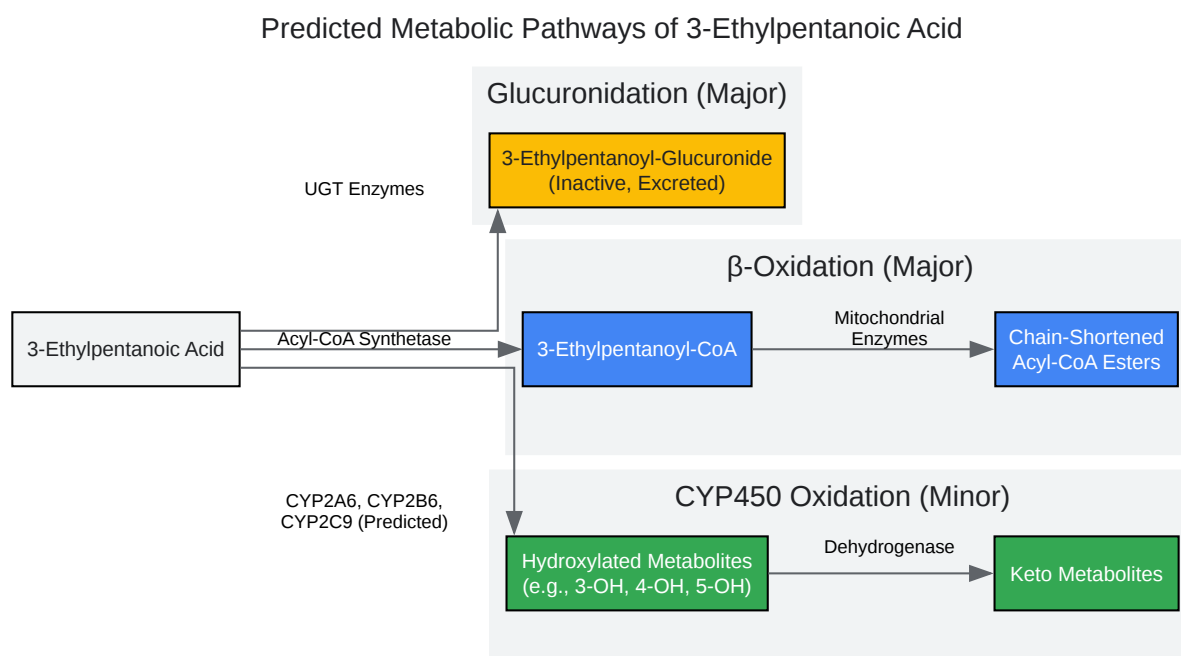 Predicted Metabolic Pathways of 3-Ethylpentanoic Acid
Glucuronidation (Major)
3-Ethylpentanoyl-Glucuronide
(Inactive, Excreted)
UGT Enzymes
β-Oxidation (Major)
3-Ethylpentanoic Acid
Acyl-CoA Synthetase
3-Ethylpentanoyl-CoA
Mitochondrial
Enzymes
Chain-Shortened
Acyl-CoA Esters
CYP450 Oxidation (Minor)
CYP2A6, CYP2B6,
CYP2C9 (Predicted)
Hydroxylated Metabolites
(e.g., 3-OH, 4-OH, 5-OH)
Dehydrogenase
Keto Metabolites